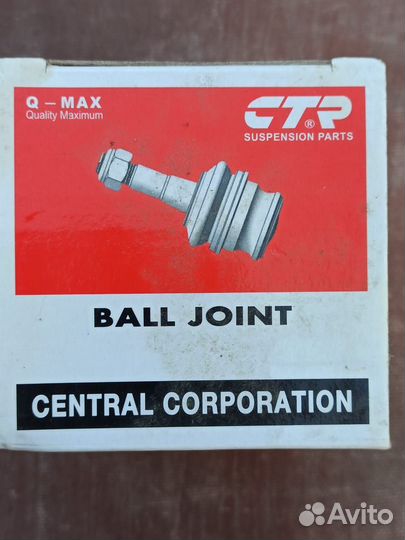 Q – MAX
Quality Maximum
CTR®
SUSPENSION PARTS
BALL JOINT
CENTRAL CORPORATION
Avito